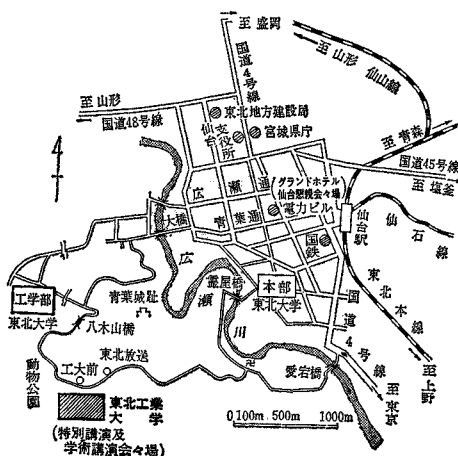 至盛岡
国道4号線
至山形
仙山線
至山形
国道48号線
東北地方建設局
仙台支役所
宮城県庁
至青森
国道45号線
至塩釜
広瀬通
(グランドホテル
仙台懇親会々場)
電力ビル
大橋
青葉通
仙台駅
仙石線
国鉄
広瀬川
霊屋橋
本部
東北大学
東北本線
工学部
東北大学
青葉城趾
八木山橋
国道4号線
至上野
動物公園
工大前
東北放送
卍
愛宕橋
至東京
東北工業
大学
(特別講演及
学術講演会々場)
0 100m 500m 1000m